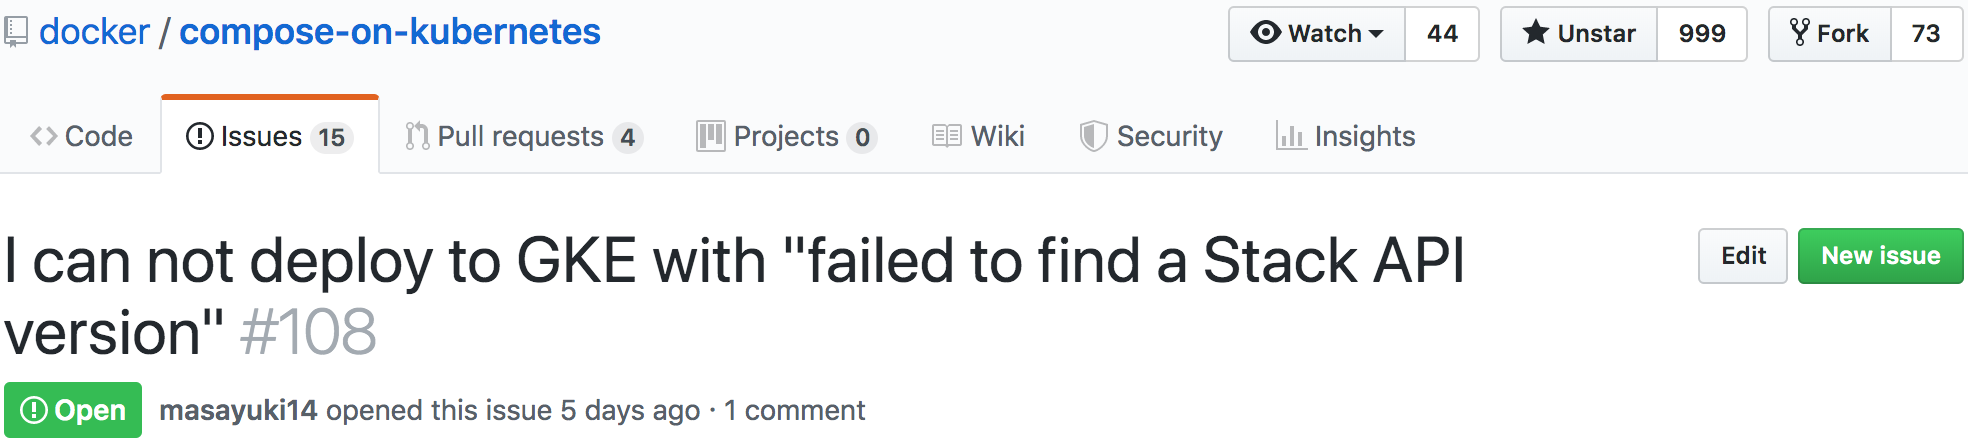 docker / compose-on-kubernetes
Watch 44 Unstar 999 Fork 73
Code Issues 15 Pull requests 4 Projects 0 Wiki Security Insights
I can not deploy to GKE with "failed to find a Stack API
version" #108
Edit New issue
Open masayuki14 opened this issue 5 days ago · 1 comment